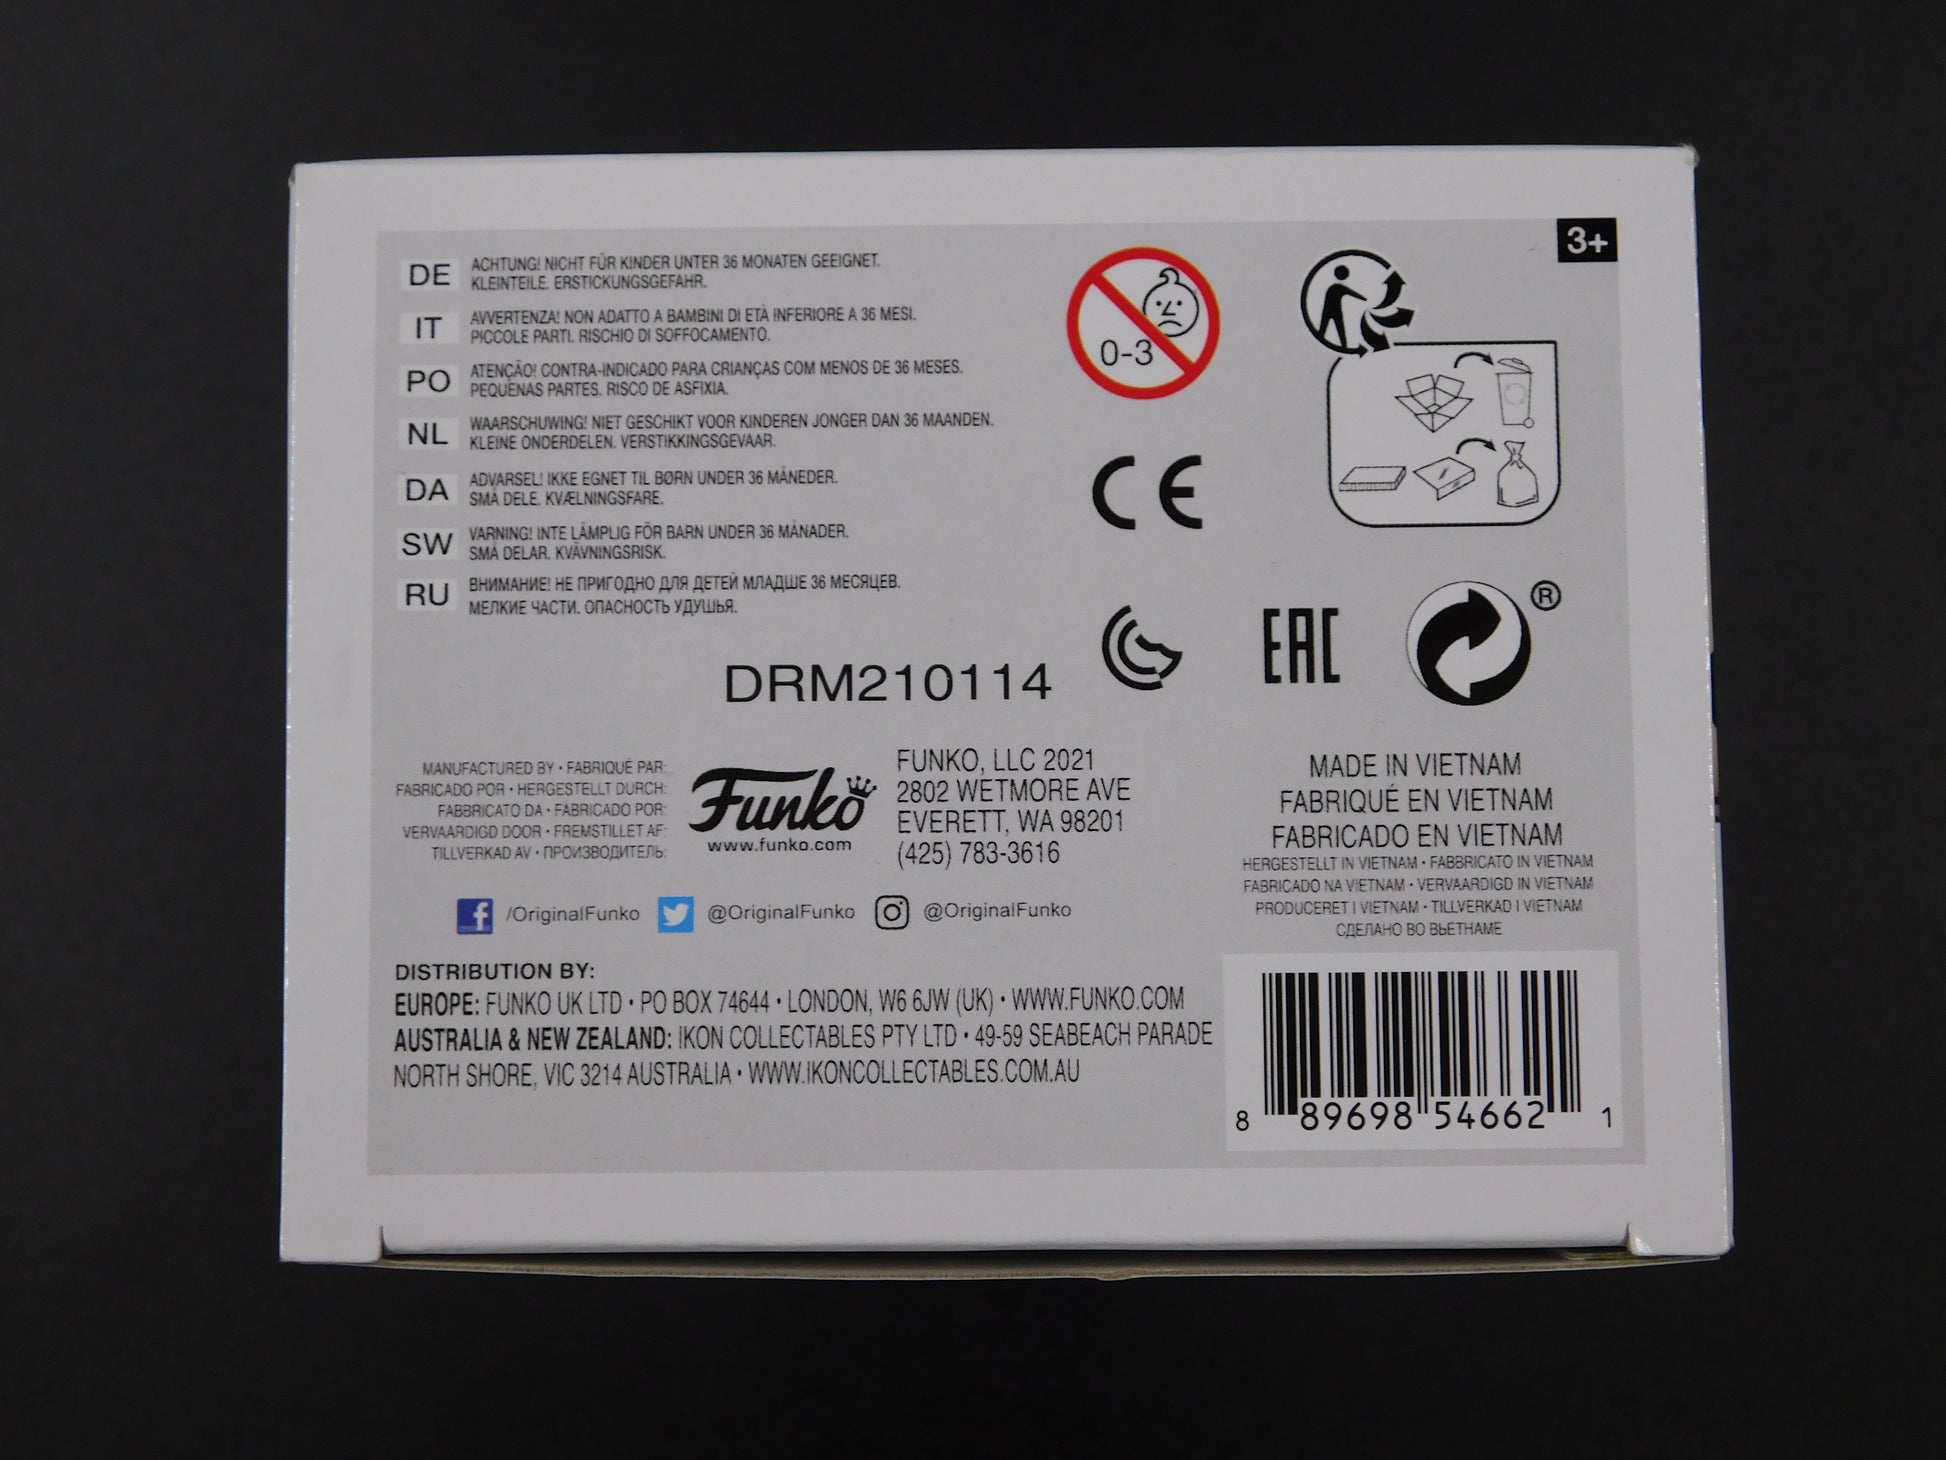 3+
DE
ACHTUNG! NICHT FÜR KINDER UNTER 36 MONATEN GEEIGNET.
KLEINTEILE. ERSTICKUNGSGEFAHR.
IT
AVVERTENZA! NON ADATTO A BAMBINI DI ETÀ INFERIORE A 36 MESI.
PICCOLE PARTI. RISCHIO DI SOFFOCAMENTO.
PO
ATENÇÃO! CONTRA-INDICADO PARA CRIANÇAS COM MENOS DE 36 MESES.
PEQUENAS PARTES. RISCO DE ASFIXIA.
NL
WAARSCHUWING! NIET GESCHIKT VOOR KINDEREN JONGER DAN 36 MAANDEN.
KLEINE ONDERDELEN. VERSTIKKINGSGEVAAR.
DA
ADVARSEL! IKKE EGNET TIL BØRN UNDER 36 MÅNEDER.
SMÅ DELE. KVÆLNINGSFARE.
SW
VARNING! INTE LÄMPLIG FÖR BARN UNDER 36 MÅNADER.
SMÅ DELAR. KVÄVNINGSRISK.
RU
ВНИМАНИЕ! НЕ ПРИГОДНО ДЛЯ ДЕТЕЙ МЛАДШЕ 36 МЕСЯЦЕВ.
МЕЛКИЕ ЧАСТИ. ОПАСНОСТЬ УДУШЬЯ.
0-3
CE
EAC
®
DRM210114
MANUFACTURED BY • FABRIQUÉ PAR:
FABRICADO POR • HERGESTELLT DURCH:
FABBRICATO DA • FABRICADO POR:
VERVAARDIGD DOOR • FREMSTILLET AF:
TILLVERKAD AV • ПРОИЗВОДИТЕЛЬ:
Funko
www.funko.com
FUNKO, LLC 2021
2802 WETMORE AVE
EVERETT, WA 98201
(425) 783-3616
MADE IN VIETNAM
FABRIQUÉ EN VIETNAM
FABRICADO EN VIETNAM
HERGESTELLT IN VIETNAM • FABBRICATO IN VIETNAM
FABRICADO NA VIETNAM • VERVAARDIGD IN VIETNAM
PRODUCERET I VIETNAM • TILLVERKAD I VIETNAM
СДЕЛАНО ВО ВЬЕТНАМЕ
/OriginalFunko @OriginalFunko @OriginalFunko
DISTRIBUTION BY:
EUROPE: FUNKO UK LTD • PO BOX 74644 • LONDON, W6 6JW (UK) • WWW.FUNKO.COM
AUSTRALIA & NEW ZEALAND: IKON COLLECTABLES PTY LTD • 49-59 SEABEACH PARADE
NORTH SHORE, VIC 3214 AUSTRALIA • WWW.IKONCOLLECTABLES.COM.AU
8 89698 54662 1